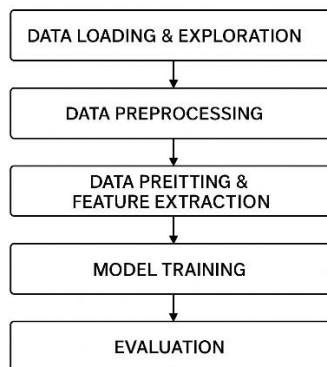 DATA LOADING & EXPLORATION
DATA PREPROCESSING
DATA PREITTING &
FEATURE EXTRACTION
MODEL TRAINING
EVALUATION